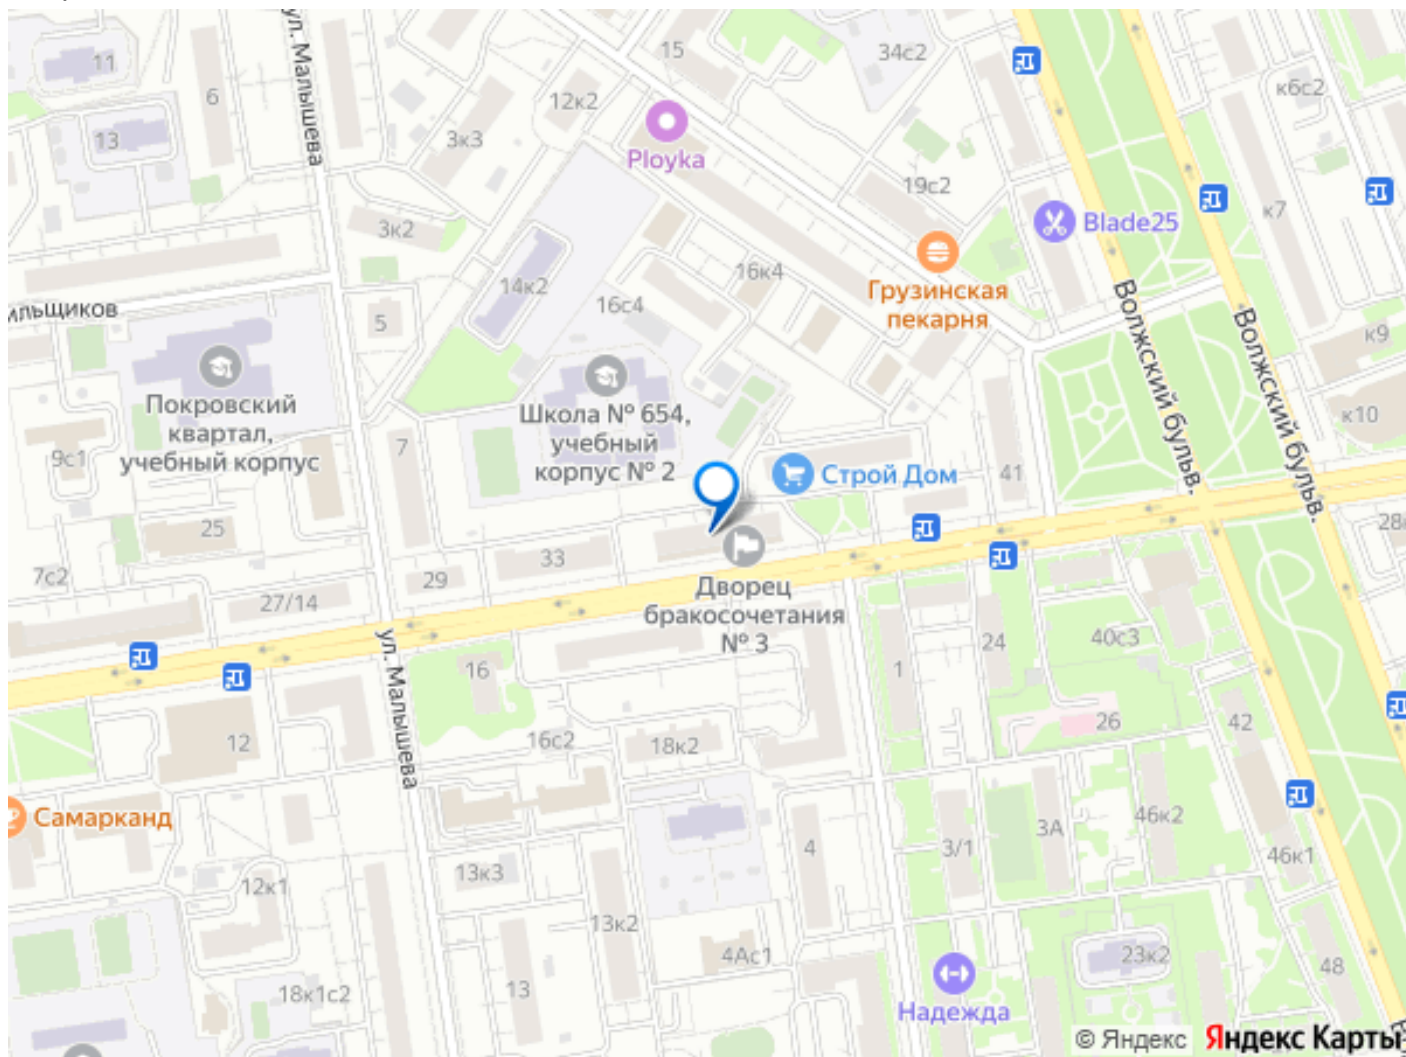 ул. Малышева
11
6
13
15
12к2
3к3
Ployka
34с2
к6с2
19с2
к7
Blade25
3к2
14к2
16с4
16к4
Грузинская
пекарня
Волжский бульв.
Волжский бульв.
ильщиков
5
к9
к10
Покровский
квартал,
учебный корпус
9с1
7
Школа № 654,
учебный
корпус № 2
Строй Дом
41
25
28
7с2
29
33
27/14
Дворец
бракосочетания
№ 3
ул. Малышева
16
1
24
40с3
26
42
12
16с2
18к2
Самарканд
4
3/1
3А
46к2
46к1
12к1
13к3
13к2
4Ас1
23к2
48
18к1с2
13
Надежда
© Яндекс
Яндекс Карты